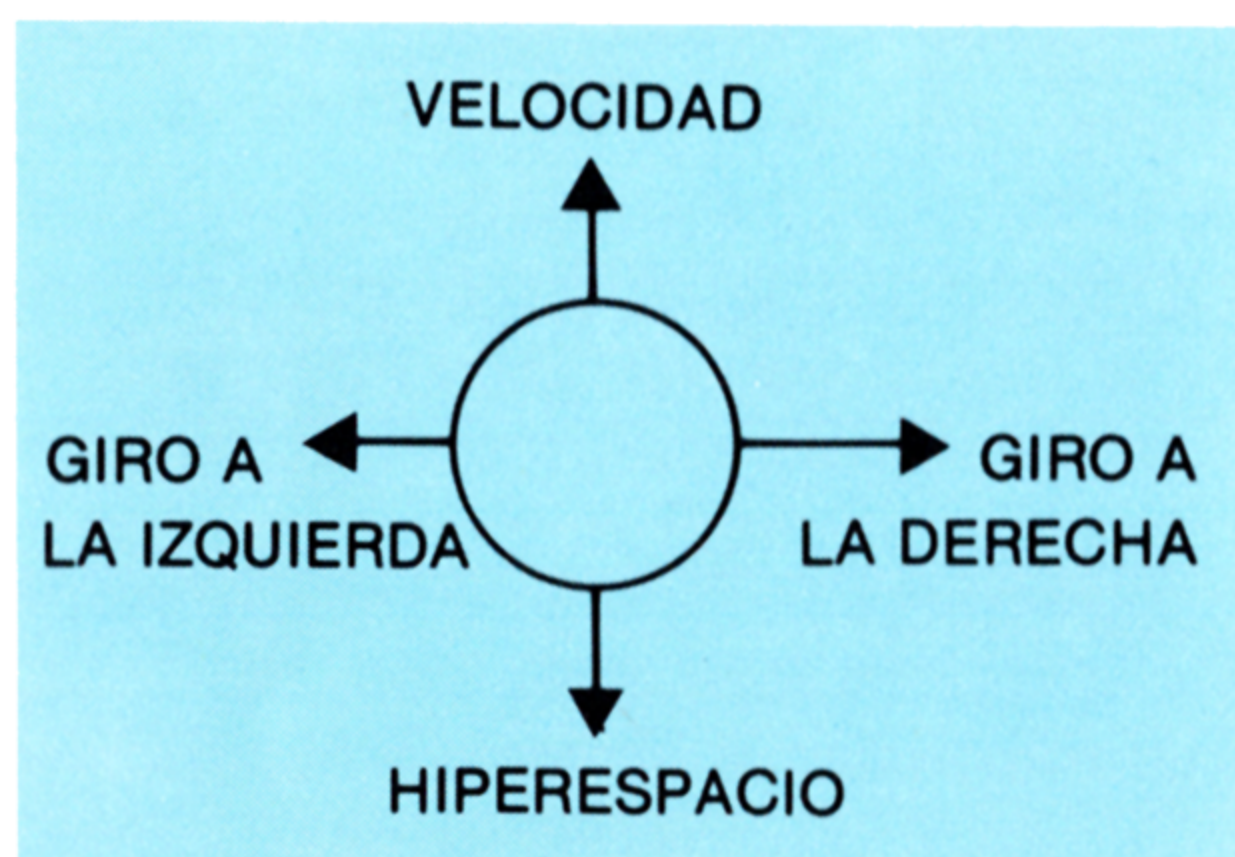 VELOCIDAD
GIRO A
LA IZQUIERDA
GIRO A
LA DERECHA
HIPERESPACIO